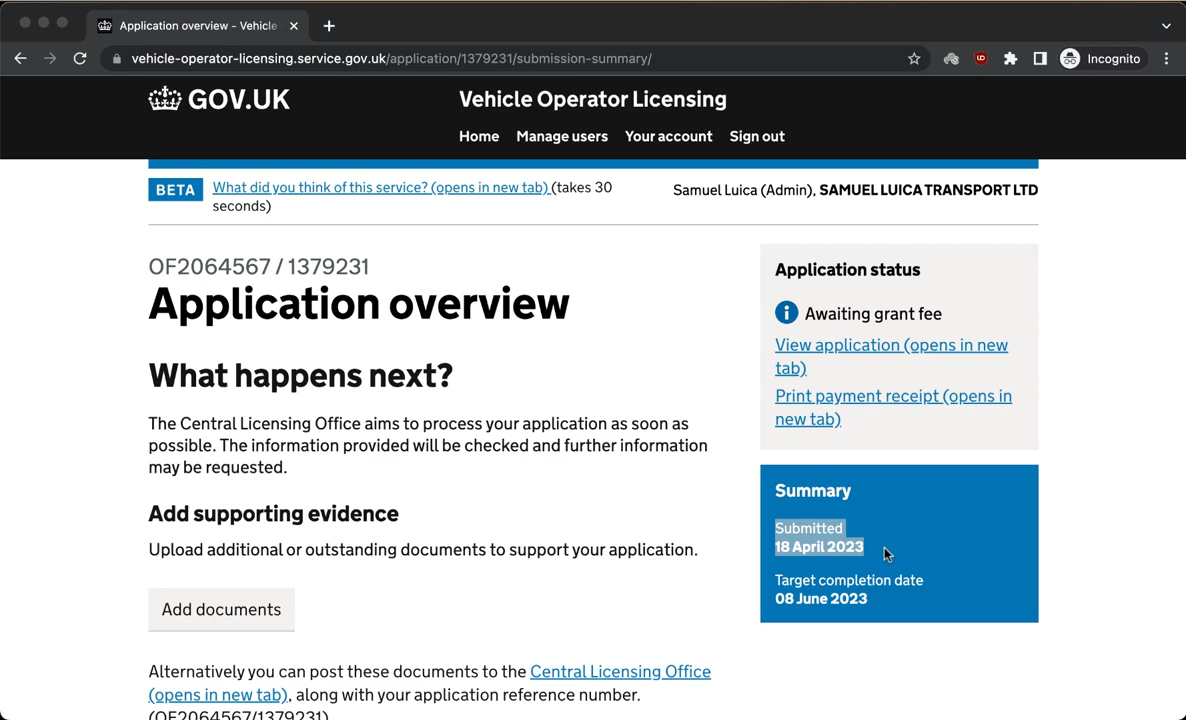 Application overview - Vehicle
vehicle-operator-licensing.service.gov.uk/application/1379231/submission-summary/
Incognito
GOV.UK
Vehicle Operator Licensing
Home Manage users Your account Sign out
BETA What did you think of this service? (opens in new tab) (takes 30
seconds)
Samuel Luica (Admin), SAMUEL LUICA TRANSPORT LTD
OF2064567 / 1379231
Application overview
What happens next?
The Central Licensing Office aims to process your application as soon as
possible. The information provided will be checked and further information
may be requested.
Add supporting evidence
Upload additional or outstanding documents to support your application.
Add documents
Alternatively you can post these documents to the Central Licensing Office
(opens in new tab), along with your application reference number.
(OF2064567/1379231)
Application status
Awaiting grant fee
View application (opens in new
tab)
Print payment receipt (opens in
new tab)
Summary
Submitted
18 April 2023
Target completion date
08 June 2023